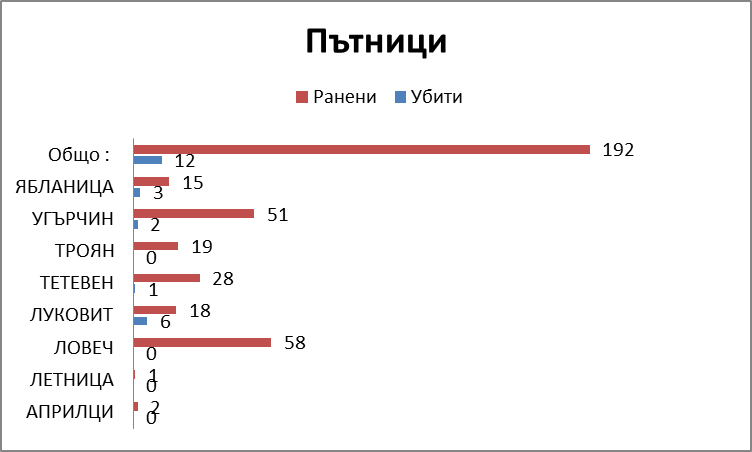 Пътници
Ранени Убити
Общо : 192
12
ЯБЛАНИЦА 15
3
УГЪРЧИН 51
2
ТРОЯН 19
0
ТЕТЕВЕН 28
1
ЛУКОВИТ 18
6
ЛОВЕЧ 58
0
ЛЕТНИЦА 1
0
АПРИЛЦИ 2
0